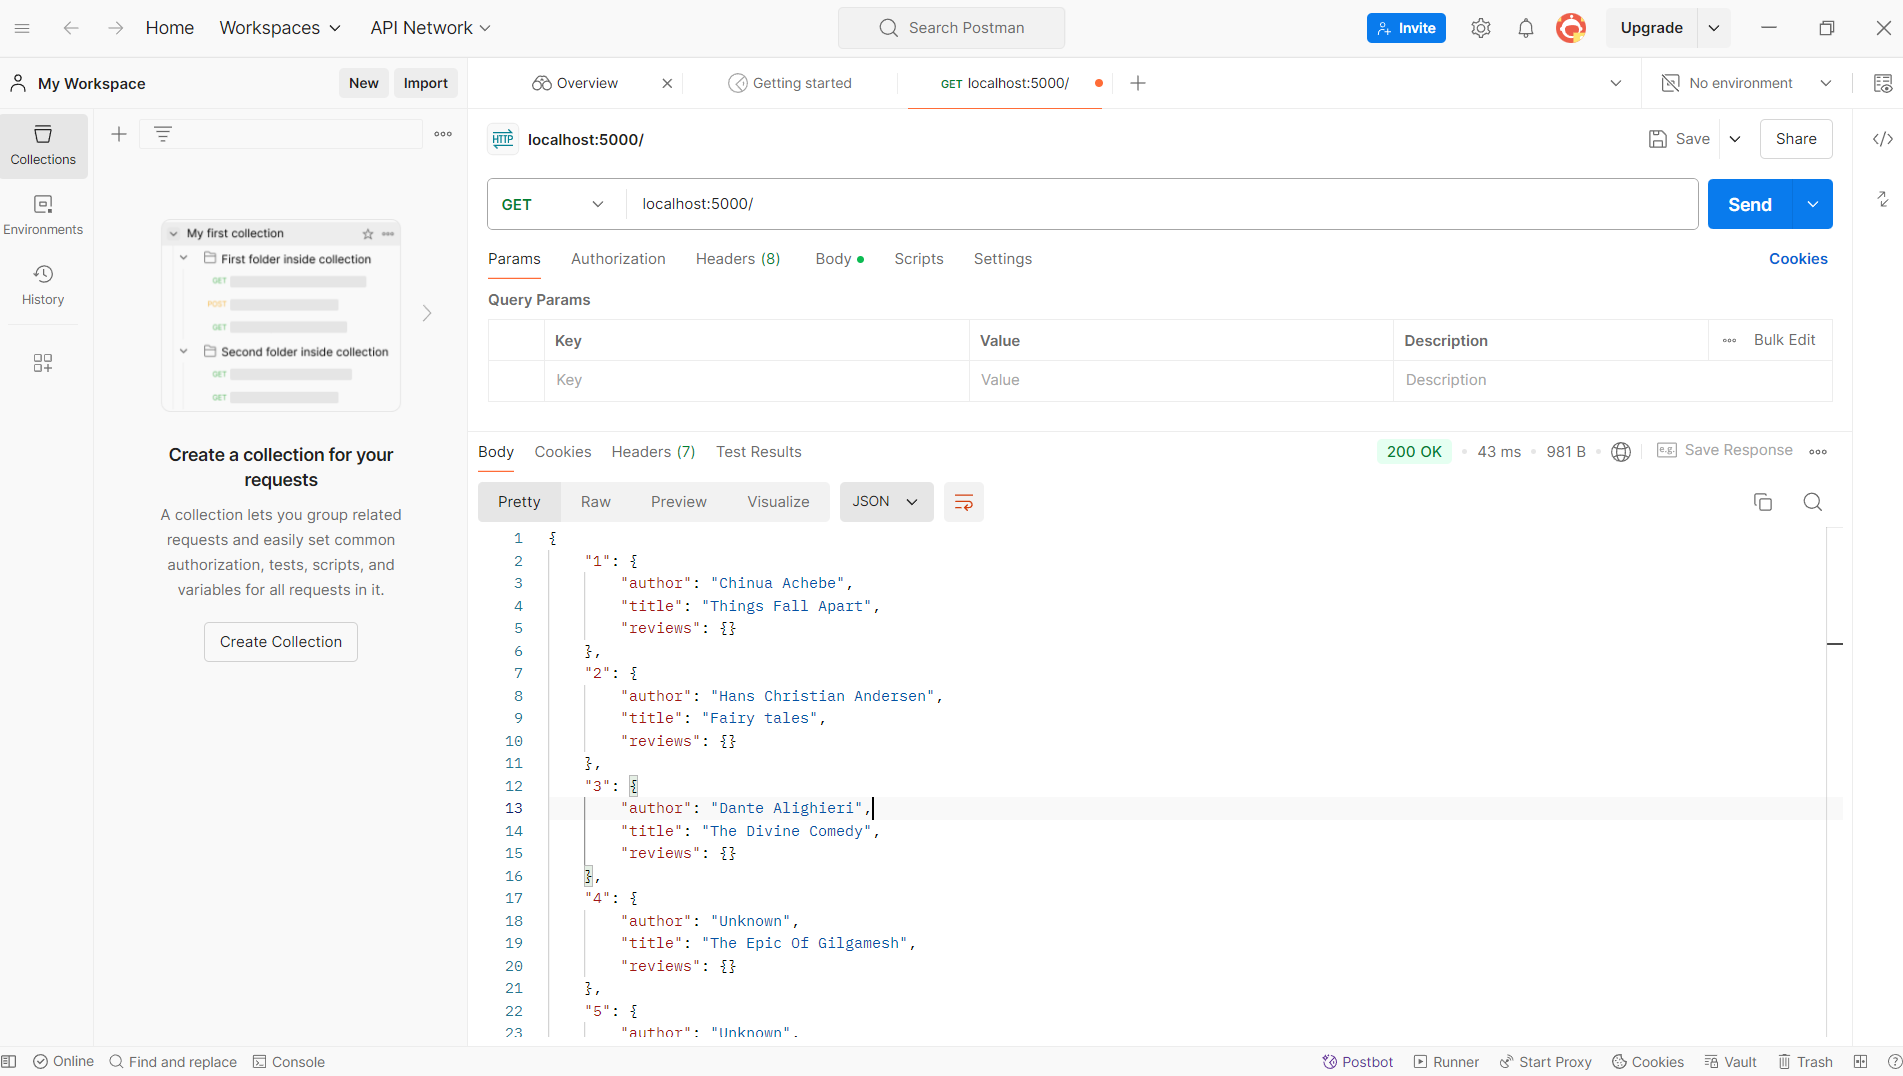 Home Workspaces API Network Search Postman Invite Upgrade
My Workspace New Import Overview Getting started GET localhost:5000/ No environment
Collections
Environments
History
My first collection
First folder inside collection
GET
POST
GET
Second folder inside collection
GET
GET
Create a collection for your
requests
A collection lets you group related
requests and easily set common
authorization, tests, scripts, and
variables for all requests in it.
Create Collection
HTTP localhost:5000/ Save Share
GET localhost:5000/ Send
Params Authorization Headers (8) Body Scripts Settings Cookies
Query Params
Key Value Description Bulk Edit
Key Value Description
Body Cookies Headers (7) Test Results 200 OK 43 ms 981 B e.g. Save Response
Pretty Raw Preview Visualize JSON
1 {
2 "1": {
3 "author": "Chinua Achebe",
4 "title": "Things Fall Apart",
5 "reviews": {}
6 },
7 "2": {
8 "author": "Hans Christian Andersen",
9 "title": "Fairy tales",
10 "reviews": {}
11 },
12 "3": {
13 "author": "Dante Alighieri",
14 "title": "The Divine Comedy",
15 "reviews": {}
16 },
17 "4": {
18 "author": "Unknown",
19 "title": "The Epic Of Gilgamesh",
20 "reviews": {}
21 },
22 "5": {
23 "author": "Unknown",
Online Find and replace Console Postbot Runner Start Proxy Cookies Vault Trash